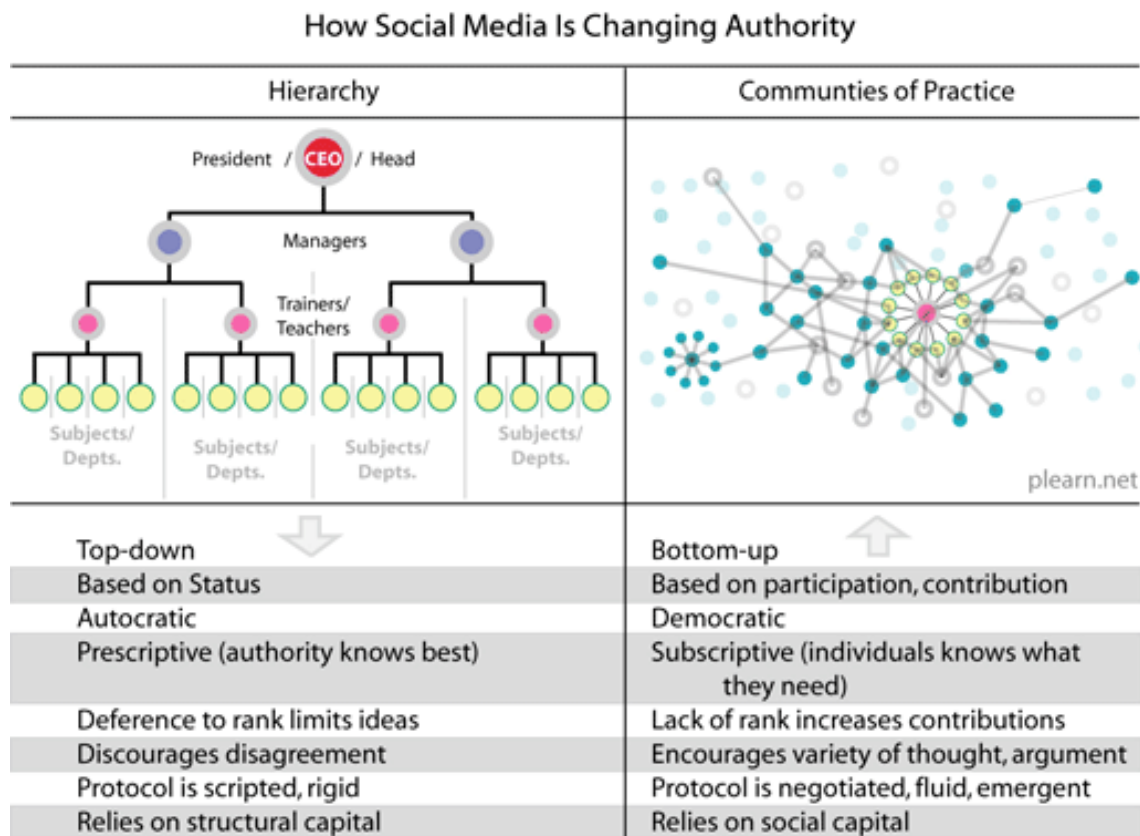 How Social Media Is Changing Authority
Hierarchy
Communties of Practice
President / CEO / Head
Managers
Trainers/
Teachers
Subjects/
Depts.
Subjects/
Depts.
Subjects/
Depts.
Subjects/
Depts.
plearn.net
Top-down
Bottom-up
Based on Status
Based on participation, contribution
Autocratic
Democratic
Prescriptive (authority knows best)
Subscriptive (individuals knows what
they need)
Deference to rank limits ideas
Lack of rank increases contributions
Discourages disagreement
Encourages variety of thought, argument
Protocol is scripted, rigid
Protocol is negotiated, fluid, emergent
Relies on structural capital
Relies on social capital